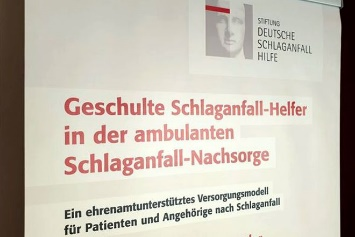 STIFTUNG
DEUTSCHE
SCHLAGANFALL
HILFE
Geschulte Schlaganfall-Helfer
in der ambulanten
Schlaganfall-Nachsorge
Ein ehrenamtunterstütztes Versorgungsmodell
für Patienten und Angehörige nach Schlaganfall